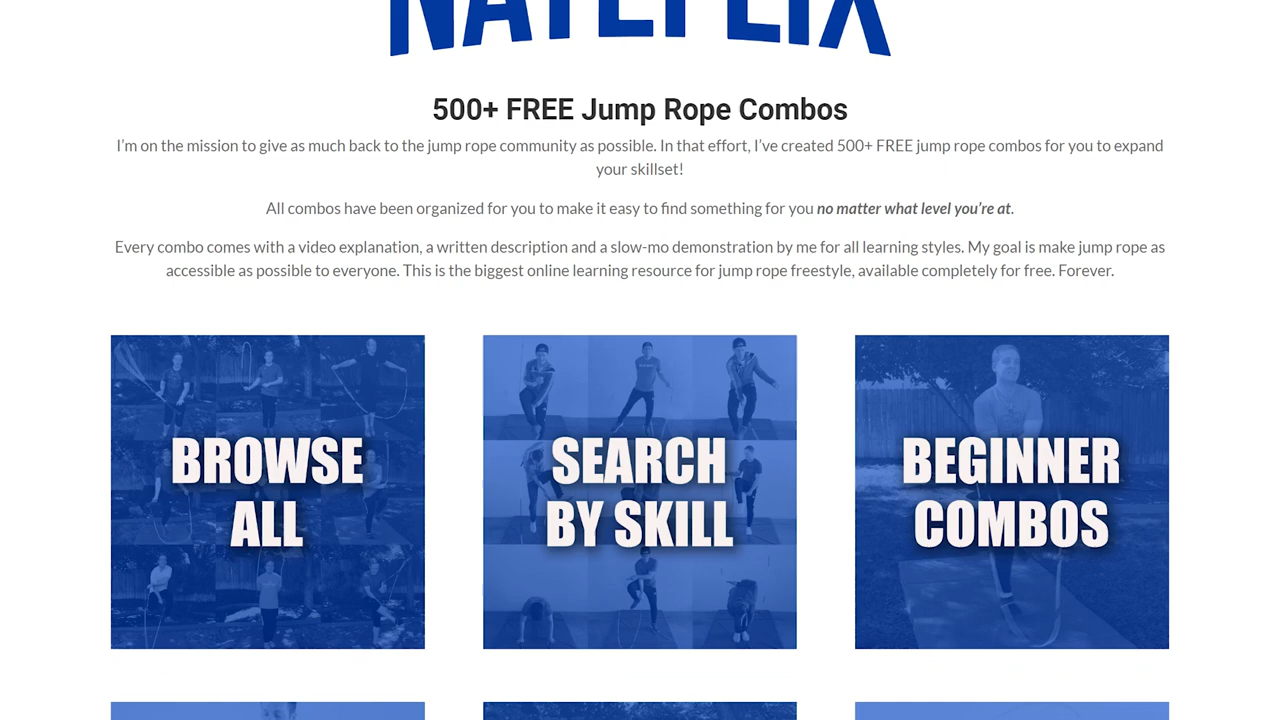 NATEFLIX
500+ FREE Jump Rope Combos
I'm on the mission to give as much back to the jump rope community as possible. In that effort, I've created 500+ FREE jump rope combos for you to expand
your skillset!
All combos have been organized for you to make it easy to find something for you no matter what level you're at.
Every combo comes with a video explanation, a written description and a slow-mo demonstration by me for all learning styles. My goal is make jump rope as
accessible as possible to everyone. This is the biggest online learning resource for jump rope freestyle, available completely for free. Forever.
BROWSE
ALL
SEARCH
BY SKILL
BEGINNER
COMBOS